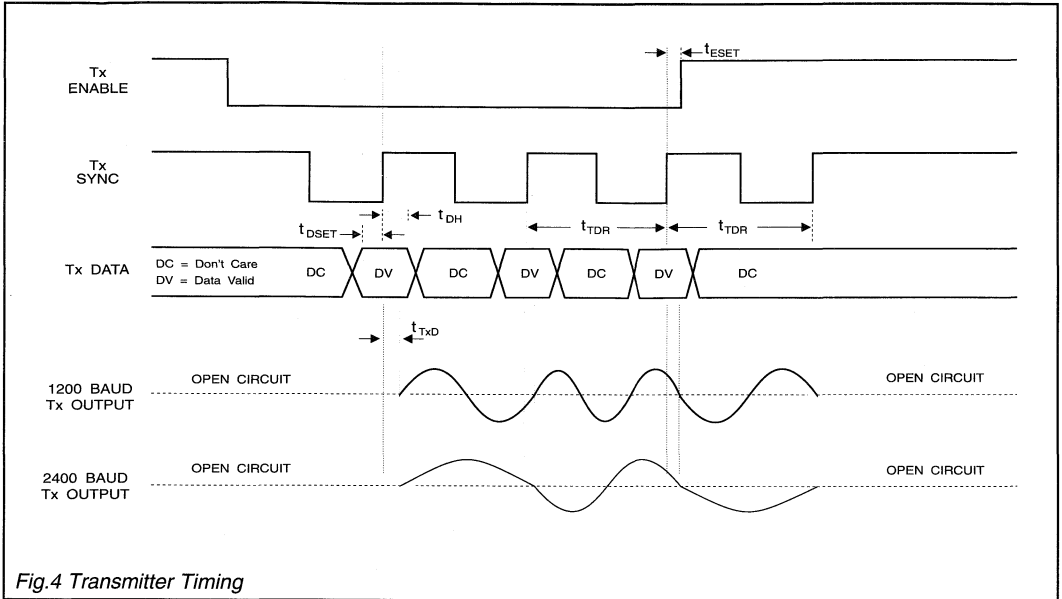 tESET
Tx
ENABLE
Tx
SYNC
tDH
tDSET
tTDR
tTDR
Tx DATA
DC = Don't Care
DV = Data Valid
DC
DV
DC
DV
DC
DV
DC
tTxD
1200 BAUD
Tx OUTPUT
OPEN CIRCUIT
OPEN CIRCUIT
2400 BAUD
Tx OUTPUT
OPEN CIRCUIT
OPEN CIRCUIT
Fig.4 Transmitter Timing